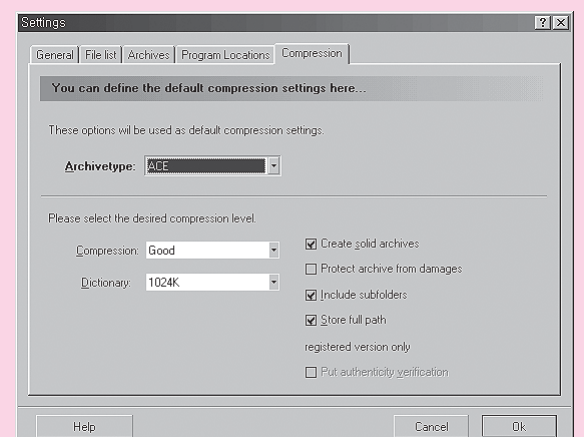 Settings
General File list Archives Program Locations Compression
You can define the default compression settings here...
These options wil be used as default compression settings.
Archivetype: ACE
Please select the desired compression level.
Compression: Good
Dictionary: 1024K
Create solid archives
Protect archive from damages
Include subfolders
Store full path
registered version only
Put authenticity verification
Help Cancel Ok